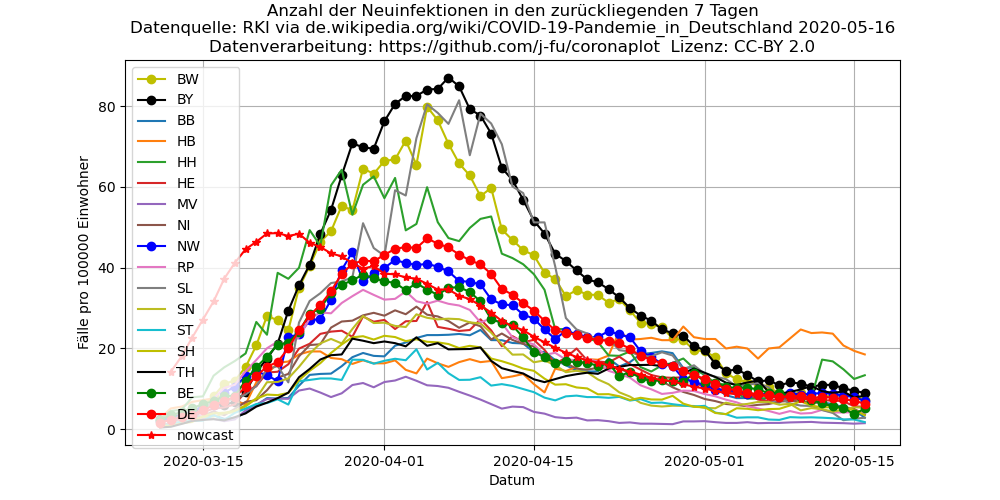 Anzahl der Neuinfektionen in den zurückliegenden 7 Tagen
Datenquelle: RKI via de.wikipedia.org/wiki/COVID-19-Pandemie_in_Deutschland 2020-05-16
Datenverarbeitung: https://github.com/j-fu/coronaplot  Lizenz: CC-BY 2.0
BW
BY
BB
HB
HH
HE
MV
NI
NW
RP
SL
SN
ST
SH
TH
BE
DE
nowcast
Fälle pro 100000 Einwohner
80
60
40
20
0
2020-03-15
2020-04-01
2020-04-15
2020-05-01
2020-05-15
Datum